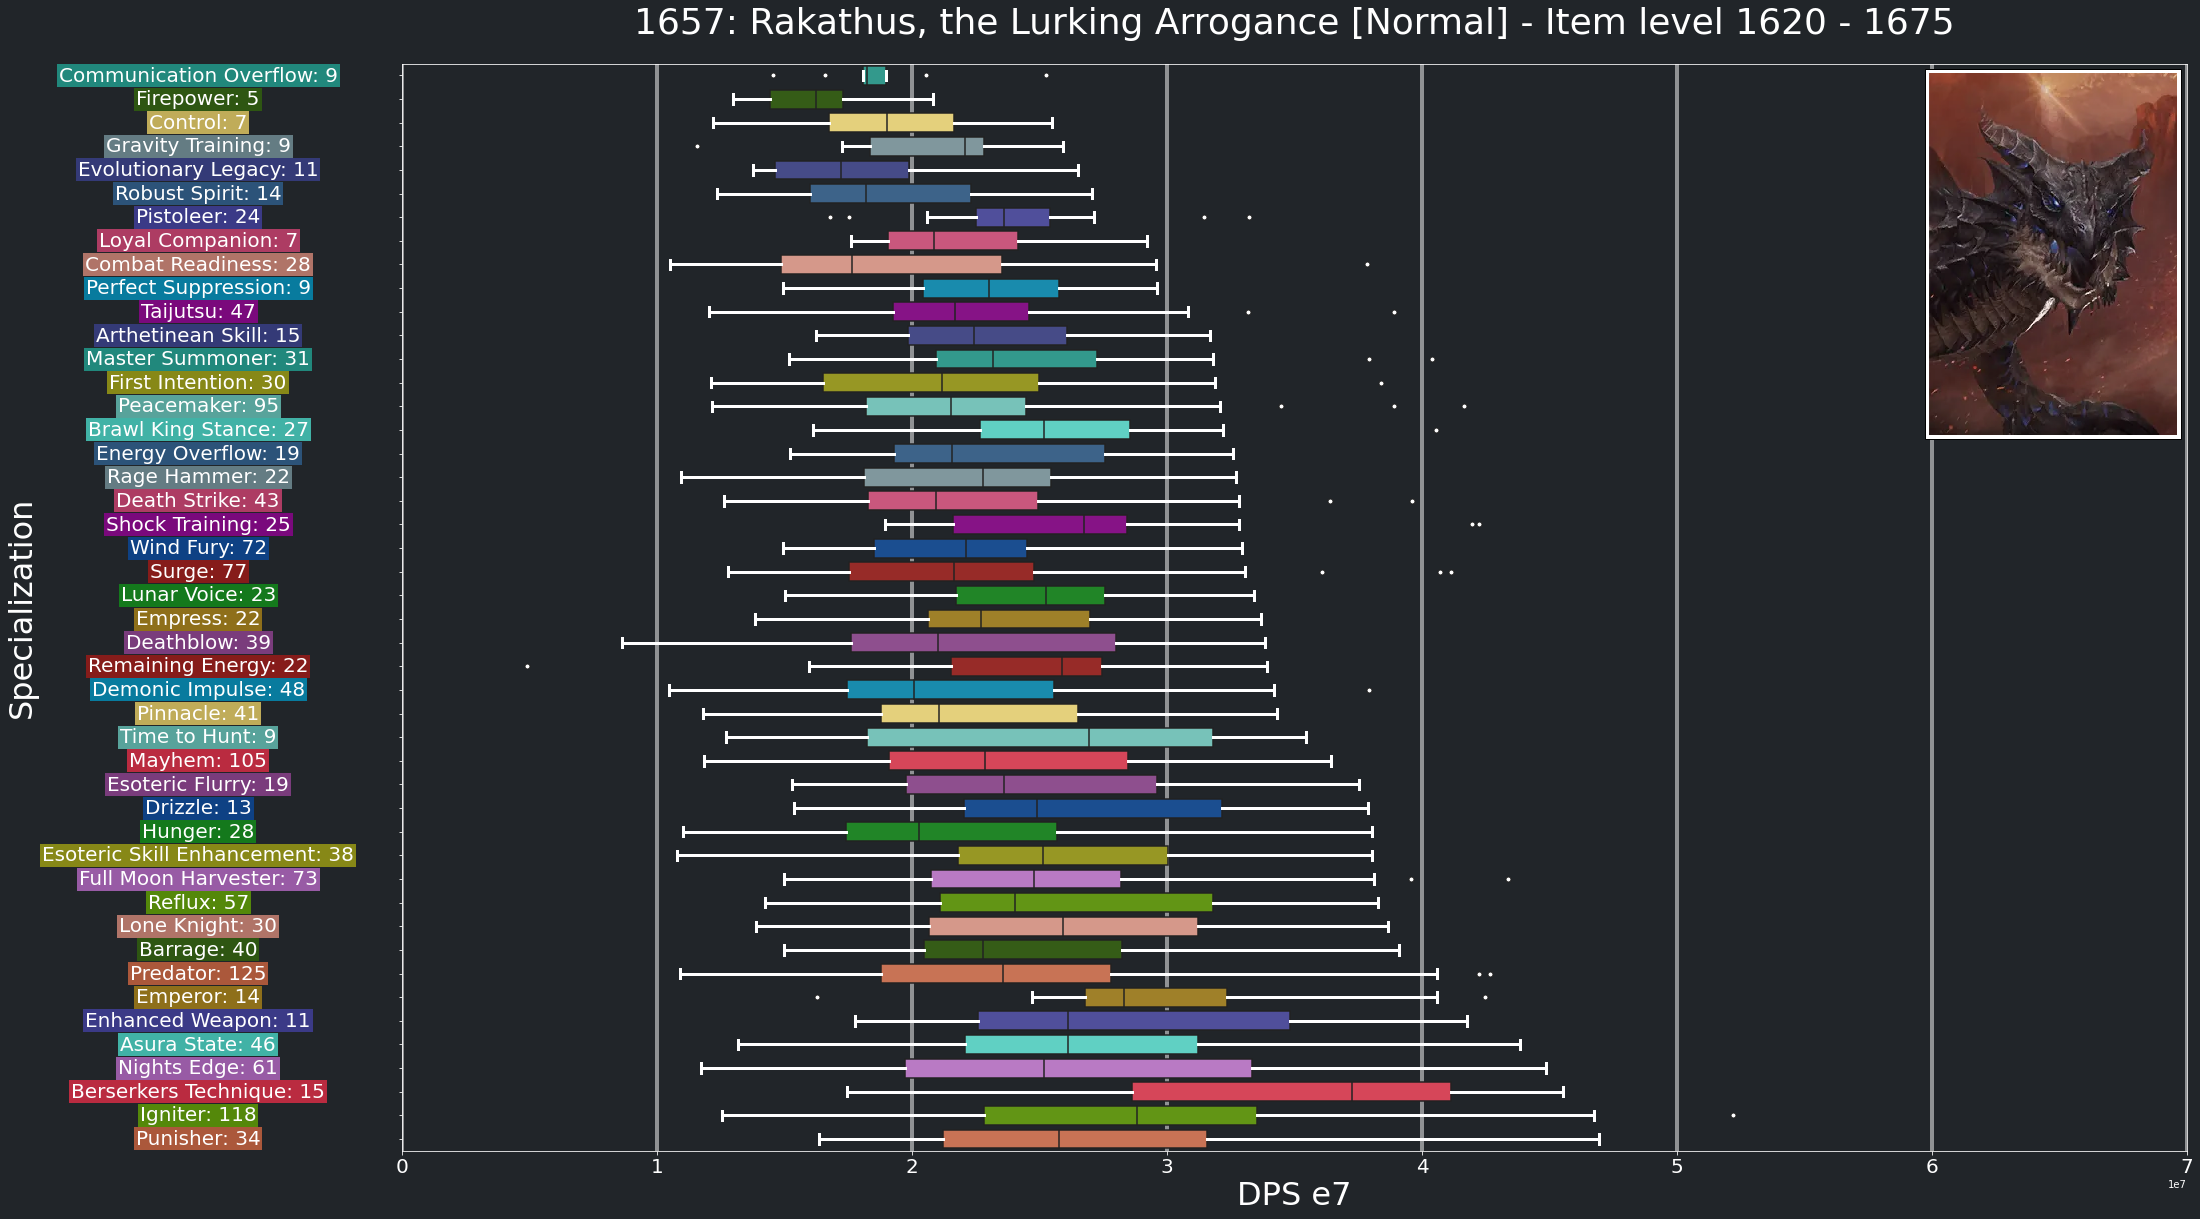 1657: Rakathus, the Lurking Arrogance [Normal] - Item level 1620 - 1675
Communication Overflow: 9
Firepower: 5
Control: 7
Gravity Training: 9
Evolutionary Legacy: 11
Robust Spirit: 14
Pistoleer: 24
Loyal Companion: 7
Combat Readiness: 28
Perfect Suppression: 9
Taijutsu: 47
Arthetinean Skill: 15
Master Summoner: 31
First Intention: 30
Peacemaker: 95
Brawl King Stance: 27
Energy Overflow: 19
Rage Hammer: 22
Death Strike: 43
Shock Training: 25
Wind Fury: 72
Surge: 77
Lunar Voice: 23
Empress: 22
Deathblow: 39
Remaining Energy: 22
Demonic Impulse: 48
Pinnacle: 41
Time to Hunt: 9
Mayhem: 105
Esoteric Flurry: 19
Drizzle: 13
Hunger: 28
Esoteric Skill Enhancement: 38
Full Moon Harvester: 73
Reflux: 57
Lone Knight: 30
Barrage: 40
Predator: 125
Emperor: 14
Enhanced Weapon: 11
Asura State: 46
Nights Edge: 61
Berserkers Technique: 15
Igniter: 118
Punisher: 34
Specialization
0 1 2 3 4 5 6 7
1e7
DPS e7